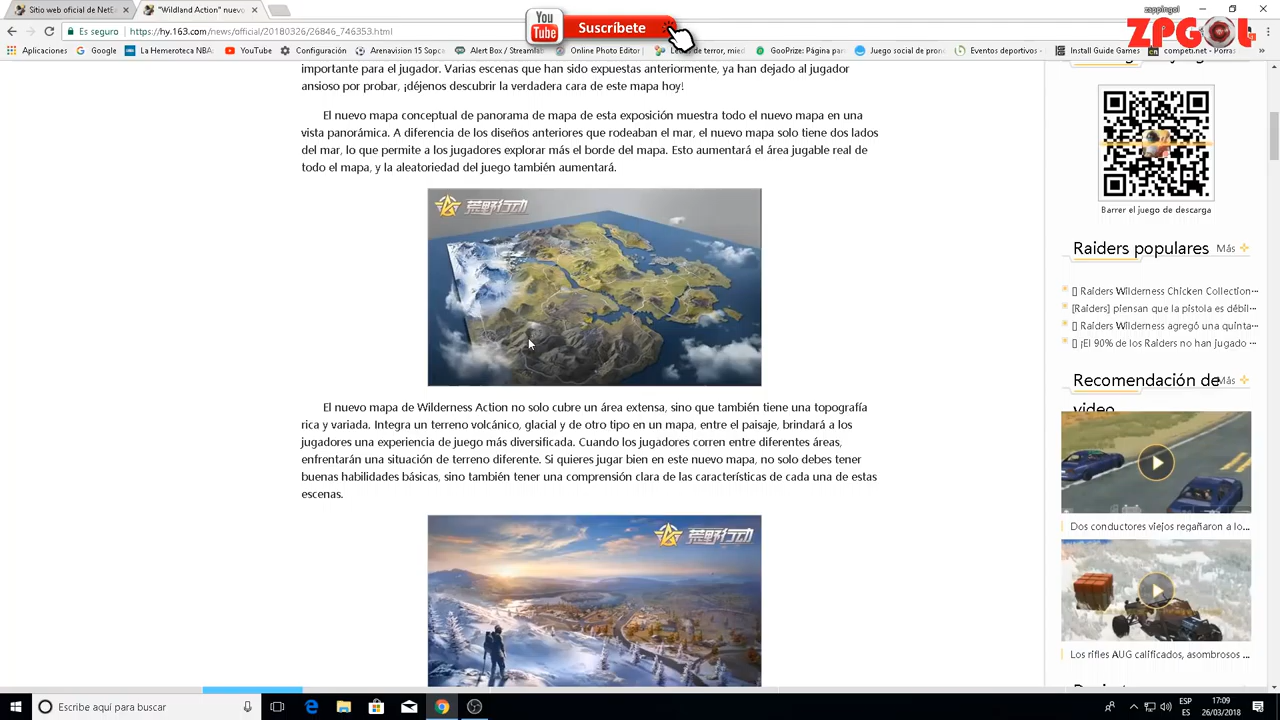 Sitio web oficial de NetE
"Wildland Action" nuevo
zappingol
You Tube
Suscríbete
ZPGOL
Es seguro
https://hy.163.com/news/official/20180326/26846_746353.html
Aplicaciones
Google
La Hemeroteca NBA
YouTube
Configuración
Arenavision 15 Sopc
Alert Box / Streamlab
Online Photo Editor
GooPrize: Página par
Juego social de pron
Eventos deportivos -
Install Guide Games
competi.net - Porras
importante para el jugador. Varias escenas que han sido expuestas anteriormente, ya han dejado al jugador
ansioso por probar, ¡déjenos descubrir la verdadera cara de este mapa hoy!
El nuevo mapa conceptual de panorama de mapa de esta exposición muestra todo el nuevo mapa en una
vista panorámica. A diferencia de los diseños anteriores que rodeaban el mar, el nuevo mapa solo tiene dos lados
del mar, lo que permite a los jugadores explorar más el borde del mapa. Esto aumentará el área jugable real de
todo el mapa, y la aleatoriedad del juego también aumentará.
荒野行动
El nuevo mapa de Wilderness Action no solo cubre un área extensa, sino que también tiene una topografía
rica y variada. Integra un terreno volcánico, glacial y de otro tipo en un mapa, entre el paisaje, brindará a los
jugadores una experiencia de juego más diversificada. Cuando los jugadores corren entre diferentes áreas,
enfrentarán una situación de terreno diferente. Si quieres jugar bien en este nuevo mapa, no solo debes tener
buenas habilidades básicas, sino también tener una comprensión clara de las características de cada una de estas
escenas.
荒野行动
Barrer el juego de descarga
Raiders populares
Más
Raiders Wilderness Chicken Collection···
[Raiders] piensan que la pistola es débil···
Raiders Wilderness agregó una quinta···
¡El 90% de los Raiders no han jugado ···
Recomendación de
Más
video
Dos conductores viejos regañaron a lo...
Los rifles AUG calificados, asombrosos ...
Escribe aquí para buscar
ESP
ES
17:09
26/03/2018